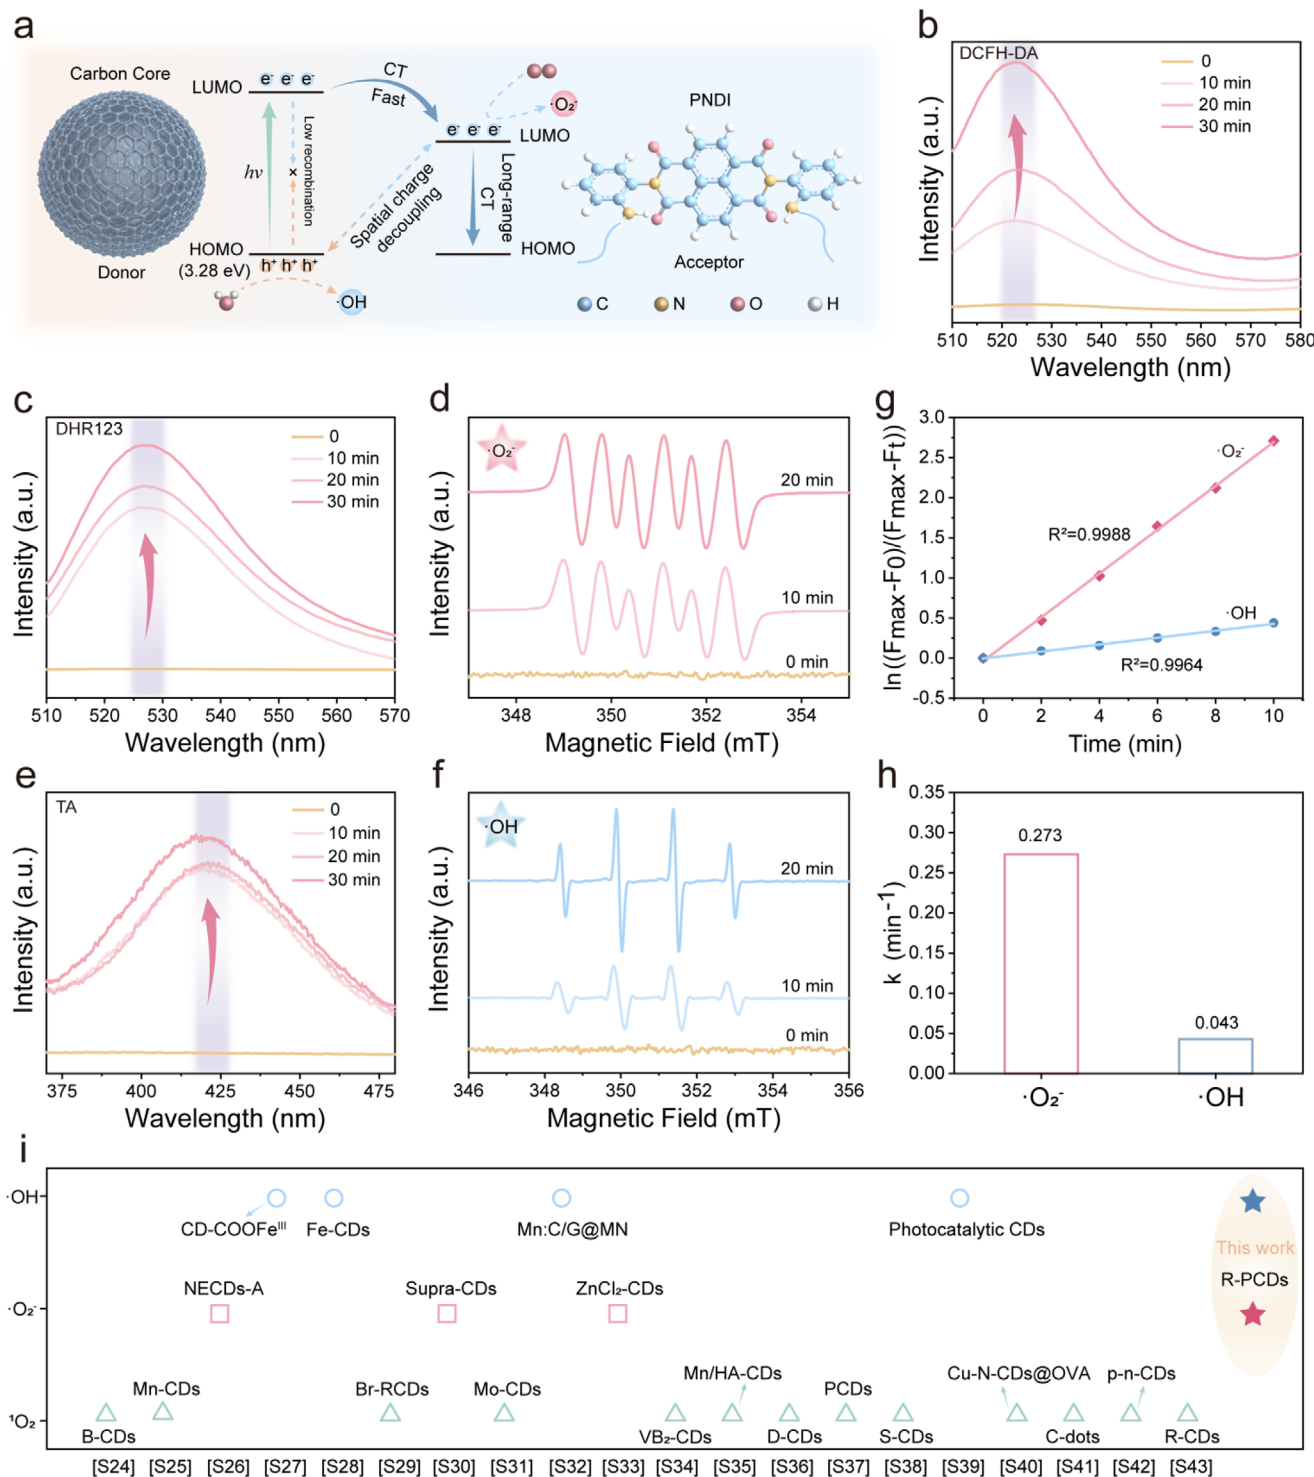 a
Carbon Core
Donor
LUMO
e⁻ e⁻ e⁻
hν
Low recombination
×
HOMO
(3.28 eV)
h⁺ h⁺ h⁺
·OH
CT
Fast
·O₂⁻
e⁻ e⁻ e⁻
LUMO
Spatial charge
decoupling
Long-range
CT
HOMO
PNDI
Acceptor
C N O H
b
DCFH-DA
0
10 min
20 min
30 min
Intensity (a.u.)
510 520 530 540 550 560 570 580
Wavelength (nm)
c
DHR123
0
10 min
20 min
30 min
Intensity (a.u.)
510 520 530 540 550 560 570
Wavelength (nm)
d
·O₂⁻
20 min
10 min
0 min
Intensity (a.u.)
348 350 352 354
Magnetic Field (mT)
g
ln((Fmax-F0)/(Fmax-Ft))
3.0
2.5
2.0
1.5
1.0
0.5
0.0
-0.5
·O₂⁻
R²=0.9988
·OH
R²=0.9964
0 2 4 6 8 10
Time (min)
e
TA
0
10 min
20 min
30 min
Intensity (a.u.)
375 400 425 450 475
Wavelength (nm)
f
·OH
20 min
10 min
0 min
Intensity (a.u.)
346 348 350 352 354 356
Magnetic Field (mT)
h
k (min⁻¹)
0.35
0.30
0.25
0.20
0.15
0.10
0.05
0.00
0.273
0.043
·O₂⁻ ·OH
i
·OH
CD-COOFeᴵᴵᴵ Fe-CDs Mn:C/G@MN Photocatalytic CDs
This work
R-PCDs
NECDs-A Supra-CDs ZnCl₂-CDs
·O₂⁻
Mn/HA-CDs Cu-N-CDs@OVA p-n-CDs
Mn-CDs Br-RCDs Mo-CDs PCDs
¹O₂
B-CDs VB₂-CDs D-CDs S-CDs C-dots R-CDs
[S24] [S25] [S26] [S27] [S28] [S29] [S30] [S31] [S32] [S33] [S34] [S35] [S36] [S37] [S38] [S39] [S40] [S41] [S42] [S43]